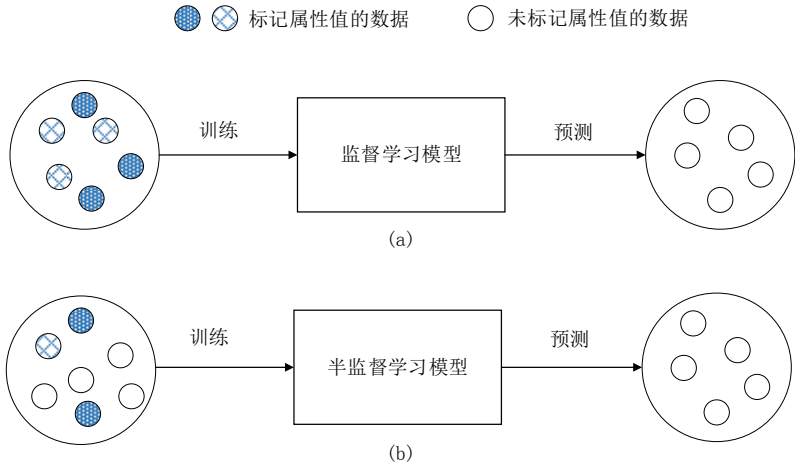 标记属性值的数据 未标记属性值的数据
训练 监督学习模型 预测
(a)
训练 半监督学习模型 预测
(b)